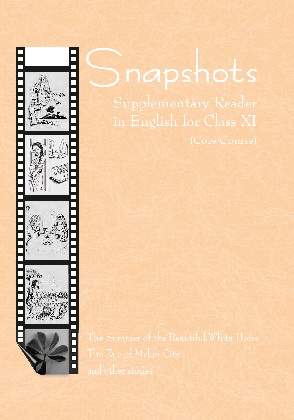 Snapshots
Supplementary Reader
in English for Class XI
(Core Course)
The Summer of the Beautiful White Horse
The Tale of Melon City
and other stories